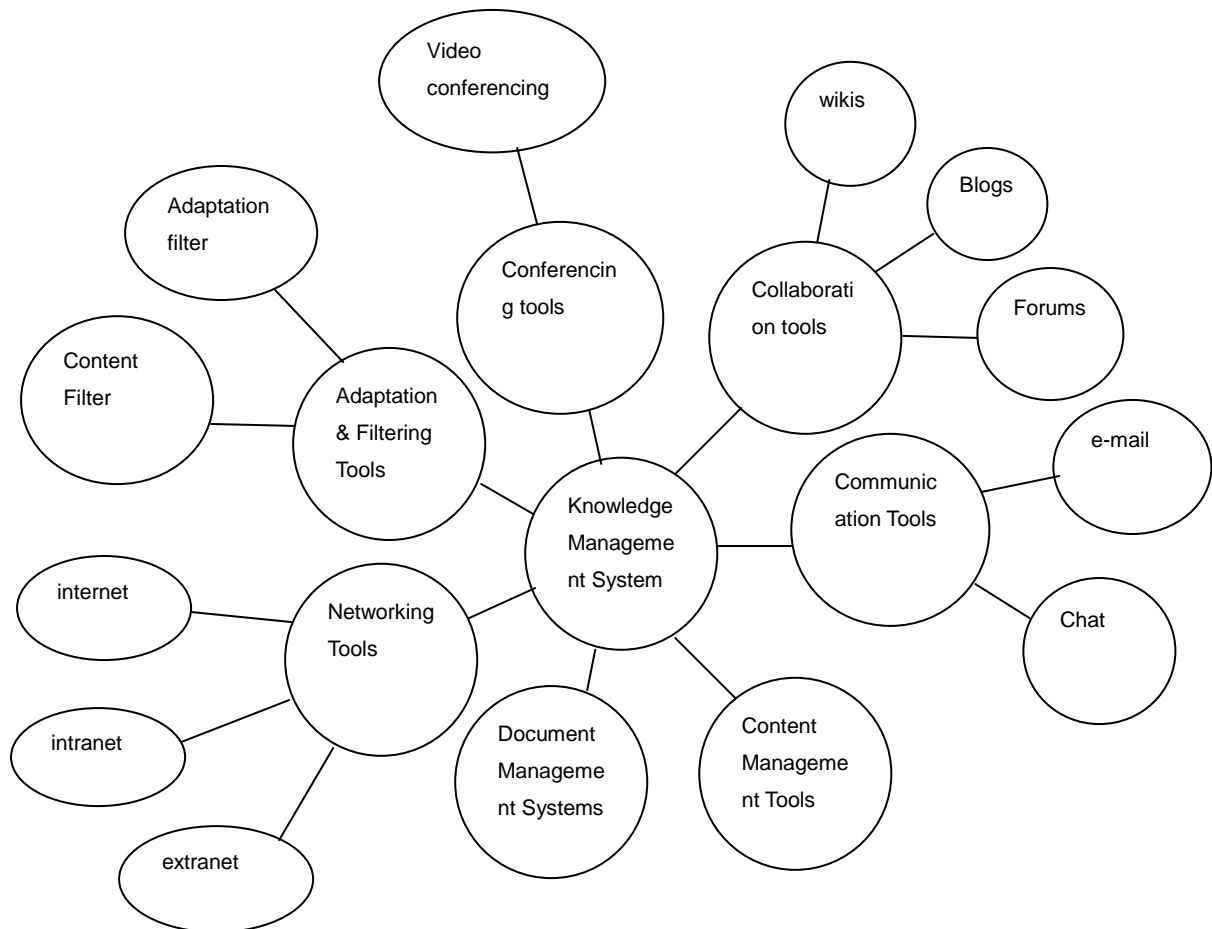 Video
conferencing
wikis
Blogs
Adaptation
filter
Conferencin
g tools
Collaborati
on tools
Forums
Content
Filter
Adaptation
& Filtering
Tools
e-mail
Communic
ation Tools
Knowledge
Manageme
nt System
internet
Networking
Tools
Chat
intranet
Document
Manageme
nt Systems
Content
Manageme
nt Tools
extranet